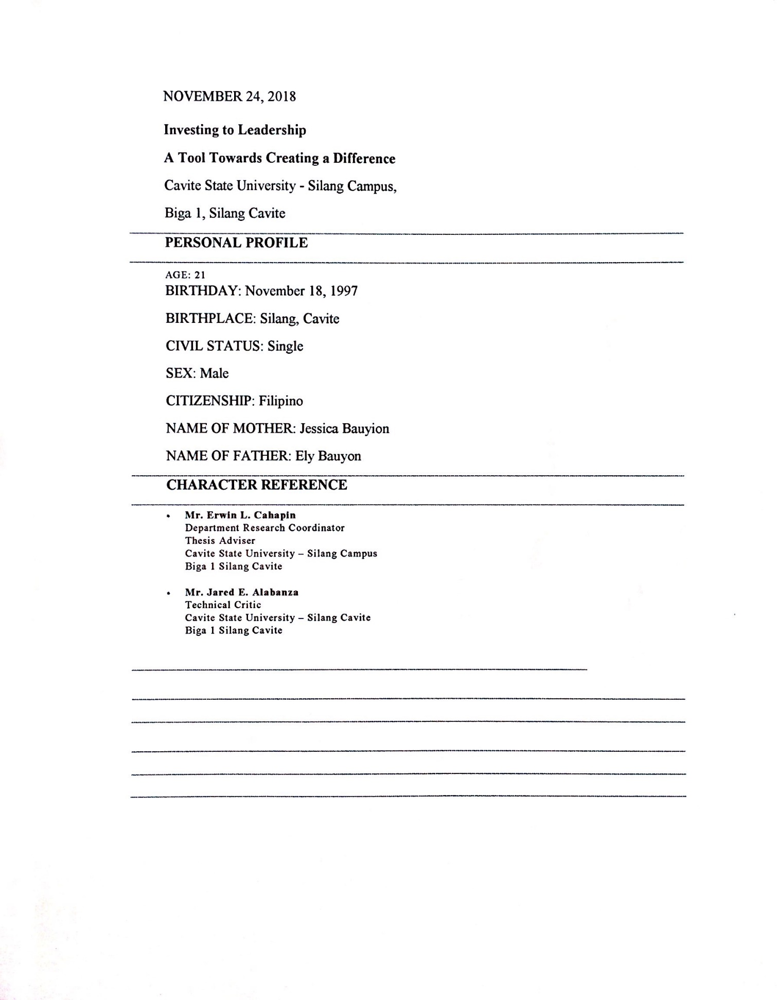 NOVEMBER 24, 2018
Investing to Leadership
A Tool Towards Creating a Difference
Cavite State University - Silang Campus,
Biga 1, Silang Cavite
PERSONAL PROFILE
AGE: 21
BIRTHDAY: November 18, 1997
BIRTHPLACE: Silang, Cavite
CIVIL STATUS: Single
SEX: Male
CITIZENSHIP: Filipino
NAME OF MOTHER: Jessica Bauyion
NAME OF FATHER: Ely Bauyon
CHARACTER REFERENCE
• Mr. Erwin L. Cahapin
Department Research Coordinator
Thesis Adviser
Cavite State University – Silang Campus
Biga 1 Silang Cavite
• Mr. Jared E. Alabanza
Technical Critic
Cavite State University – Silang Cavite
Biga 1 Silang Cavite